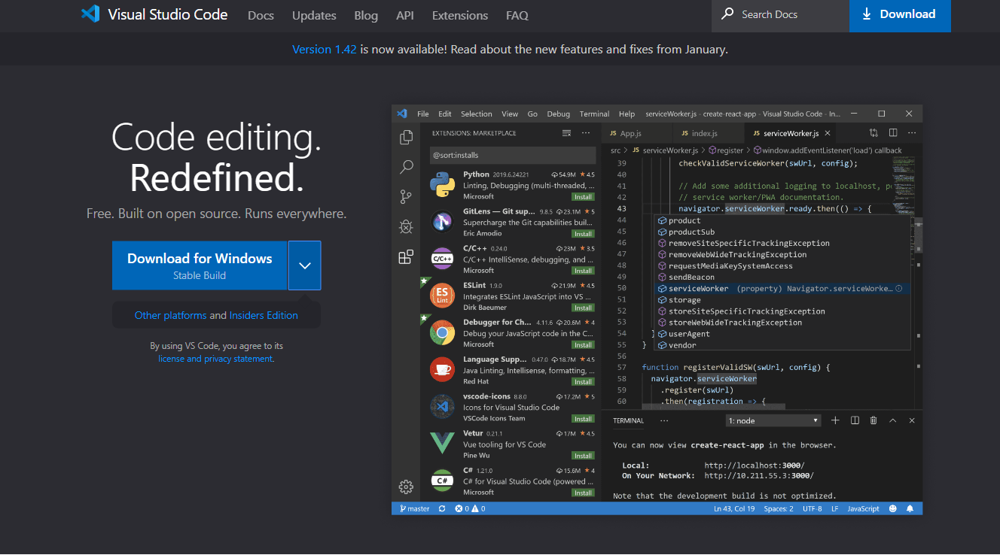 Visual Studio Code Docs Updates Blog API Extensions FAQ Search Docs Download
Version 1.42 is now available! Read about the new features and fixes from January.
Code editing.
Redefined.
Free. Built on open source. Runs everywhere.
Download for Windows
Stable Build
Other platforms and Insiders Edition
By using VS Code, you agree to its
license and privacy statement.
File Edit Selection View Go Debug Terminal Help serviceWorker.js - create-react-app - Visual Studio Code - In...
EXTENSIONS: MARKETPLACE ...
@sort:installs
Python 2019.6.24221 54.9M 4.5
Linting, Debugging (multi-threaded, ...
Microsoft Install
GitLens — Git sup... 9.8.5 23.1M 5
Supercharge the Git capabilities buil...
Eric Amodio Install
C/C++
C/C++ 0.24.0 23M 3.5
C/C++ IntelliSense, debugging, and ...
Microsoft Install
ES
Lint
ESLint 1.9.0 21.9M 4.5
Integrates ESLint JavaScript into VS ...
Dirk Baeumer Install
Debugger for Ch... 4.11.6 20.6M 4
Debug your JavaScript code in the C...
Microsoft Install
Language Supp... 0.47.0 18.7M 4.5
Java Linting, Intellisense, formatting, ...
Red Hat Install
vscode-icons 8.8.0 17.2M 5
Icons for Visual Studio Code
VSCode Icons Team Install
Vetur 0.21.1 17M 4.5
Vue tooling for VS Code
Pine Wu Install
C#
C# 1.21.0 15.6M 4
C# for Visual Studio Code (powered ...
Microsoft Install
JS App.js JS index.js JS serviceWorker.js ...
src > JS serviceWorker.js > register > window.addEventListener('load') callback
39 checkValidServiceWorker(swUrl, config);
40
41 // Add some additional logging to localhost, p
42 // service worker/PWA documentation.
43 navigator.serviceWorker.ready.then(() => {
44 product
45 productSub
46 removeSiteSpecificTrackingException
47 removeWebWideTrackingException
48 requestMediaKeySystemAccess
49 sendBeacon
50 serviceWorker (property) Navigator.serviceWorke...
51 storage
52 storeSiteSpecificTrackingException
53 storeWebWideTrackingException
54 } userAgent
55 } vendor
56
57 function registerValidSW(swUrl, config) {
58 navigator.serviceWorker
59 .register(swUrl)
60 .then(registration => {
TERMINAL ... 1: node
You can now view create-react-app in the browser.
Local: http://localhost:3000/
On Your Network: http://10.211.55.3:3000/
Note that the development build is not optimized.
master 0 0 Ln 43, Col 19 Spaces: 2 UTF-8 LF JavaScript